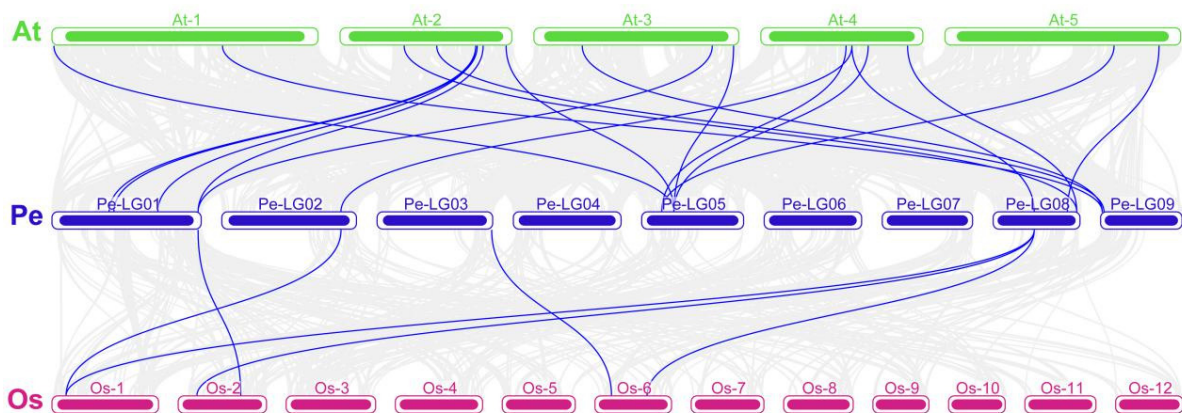 At At-1 At-2 At-3 At-4 At-5
Pe Pe-LG01 Pe-LG02 Pe-LG03 Pe-LG04 Pe-LG05 Pe-LG06 Pe-LG07 Pe-LG08 Pe-LG09
Os Os-1 Os-2 Os-3 Os-4 Os-5 Os-6 Os-7 Os-8 Os-9 Os-10 Os-11 Os-12